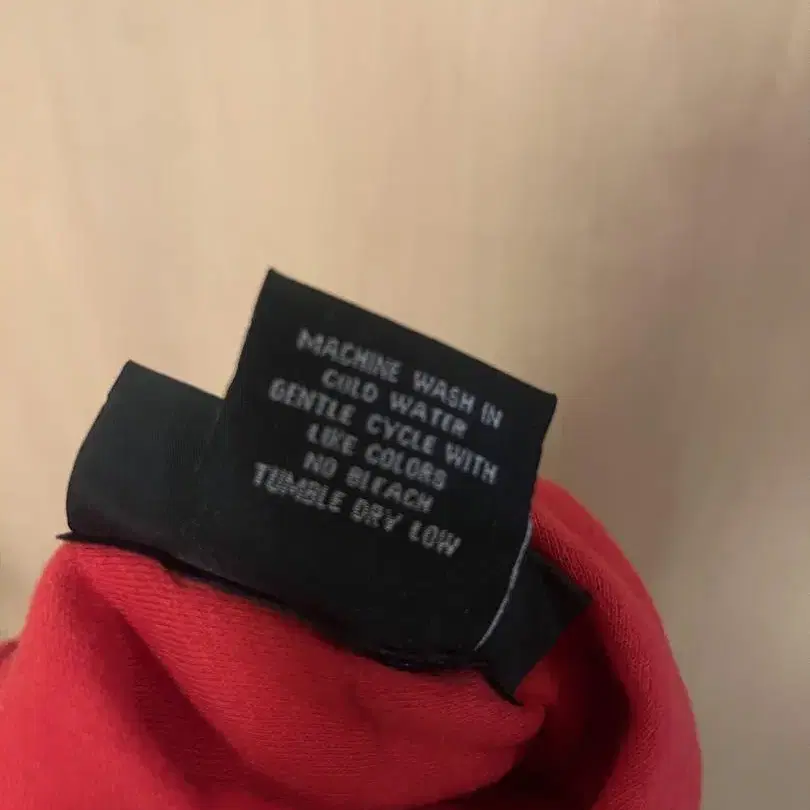 MACHINE WASH IN
COLD WATER
GENTLE CYCLE WITH
LIKE COLORS
NO BLEACH
TUMBLE DRY LOW